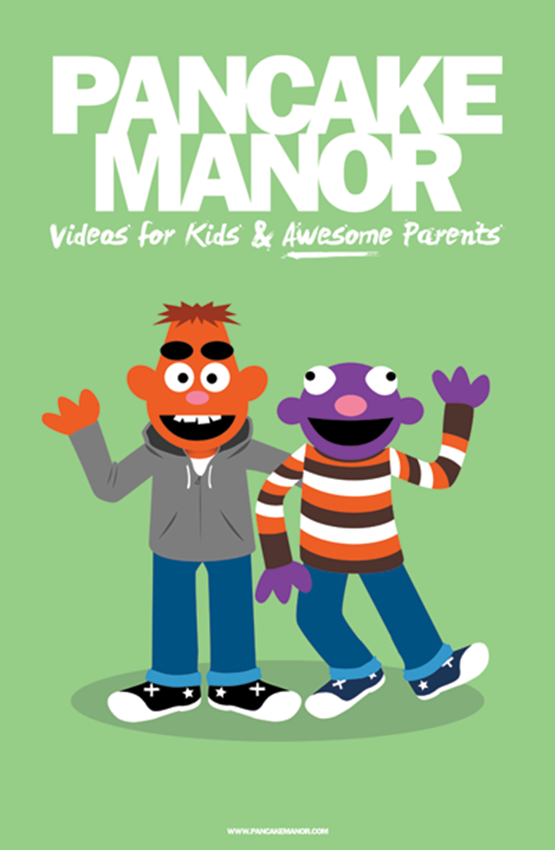 PANCAKE
MANOR
Videos for Kids & Awesome Parents
WWW.PANCAKEMANOR.COM